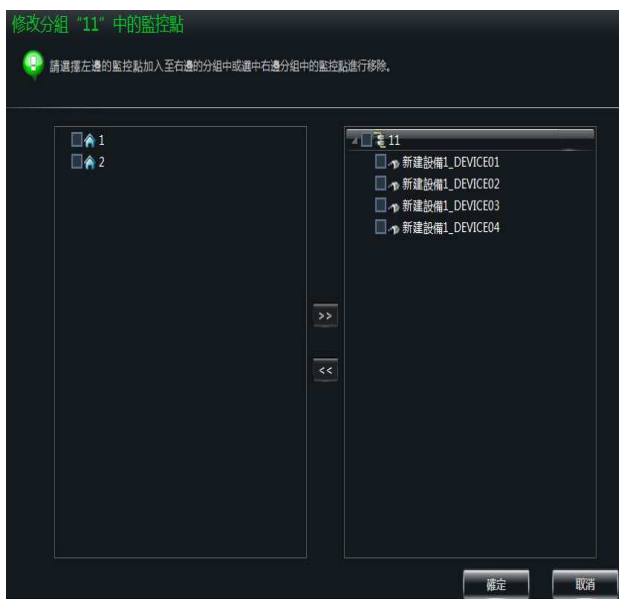 修改分組 "11" 中的監控點
請選擇左邊的監控點加入至右邊的分組中或選中右邊分組中的監控點進行移除。
1
2
11
新建設備1_DEVICE01
新建設備1_DEVICE02
新建設備1_DEVICE03
新建設備1_DEVICE04
>>
<<
確定
取消